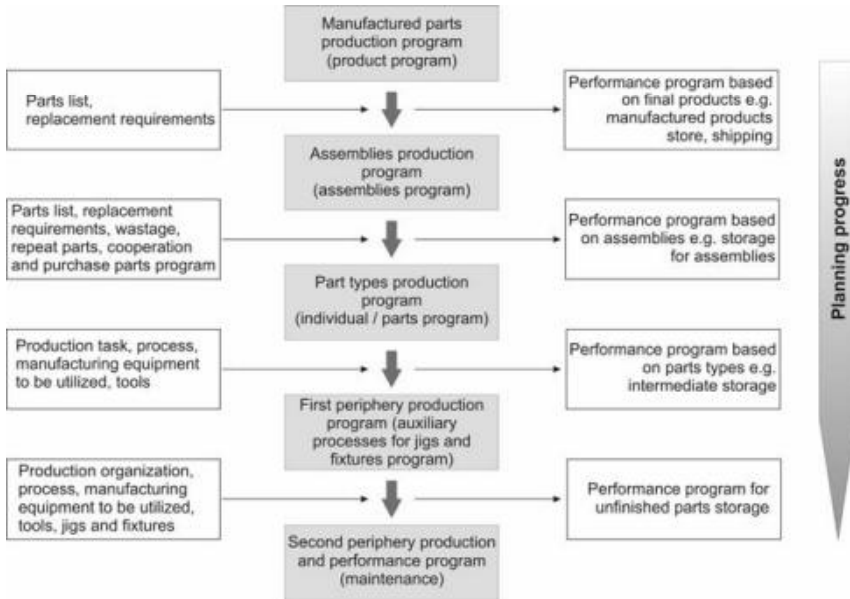 Manufactured parts
production program
(product program)
Parts list,
replacement requirements
Performance program based
on final products e.g.
manufactured products
store, shipping
Assemblies production
program
(assemblies program)
Parts list, replacement
requirements, wastage,
repeat parts, cooperation
and purchase parts program
Performance program based
on assemblies e.g. storage
for assemblies
Part types production
program
(individual / parts program)
Production task, process,
manufacturing equipment
to be utilized, tools
Performance program based
on parts types e.g.
intermediate storage
First periphery production
program (auxiliary
processes for jigs and
fixtures program)
Production organization,
process, manufacturing
equipment to be utilized,
tools, jigs and fixtures
Performance program for
unfinished parts storage
Second periphery production
and performance program
(maintenance)
Planning progress